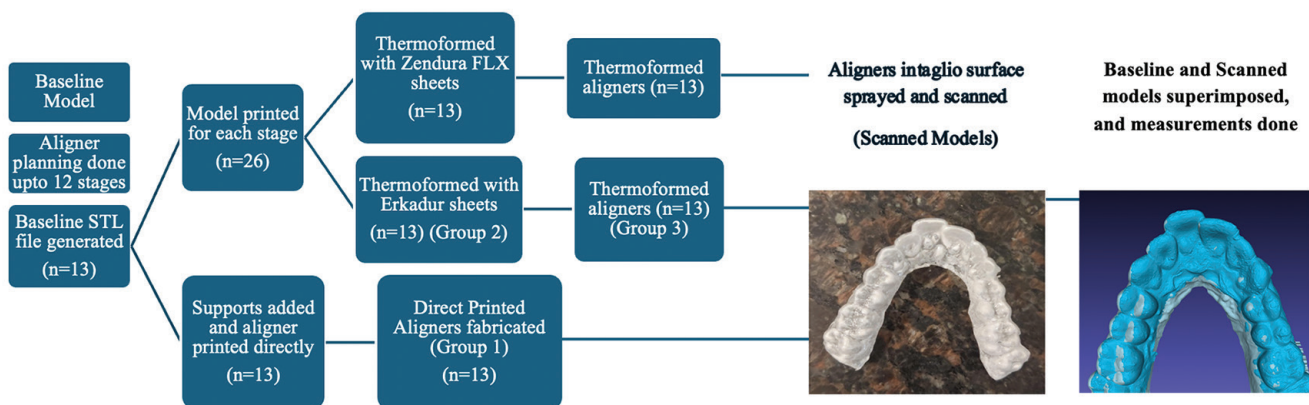 Baseline
Model
Aligner
planning done
upto 12 stages
Baseline STL
file generated
(n=13)
Model printed
for each stage
(n=26)
Supports added
and aligner
printed directly
(n=13)
Thermoformed
with Zendura FLX
sheets
(n=13)
Thermoformed with
Erkadur sheets
(n=13) (Group 2)
Direct Printed
Aligners fabricated
(Group 1)
(n=13)
Thermoformed
aligners (n=13)
Thermoformed
aligners (n=13)
(Group 3)
Aligners intaglio surface
sprayed and scanned
(Scanned Models)
Baseline and Scanned
models superimposed,
and measurements done